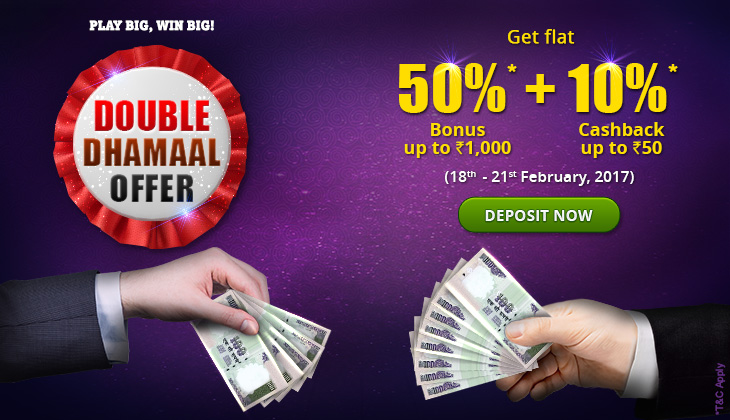 PLAY BIG, WIN BIG!
DOUBLE
DHAMAAL
OFFER
Get flat
50%* + 10%*
Bonus
up to ₹1,000
Cashback
up to ₹50
(18th - 21st February, 2017)
DEPOSIT NOW
100
*T&C Apply